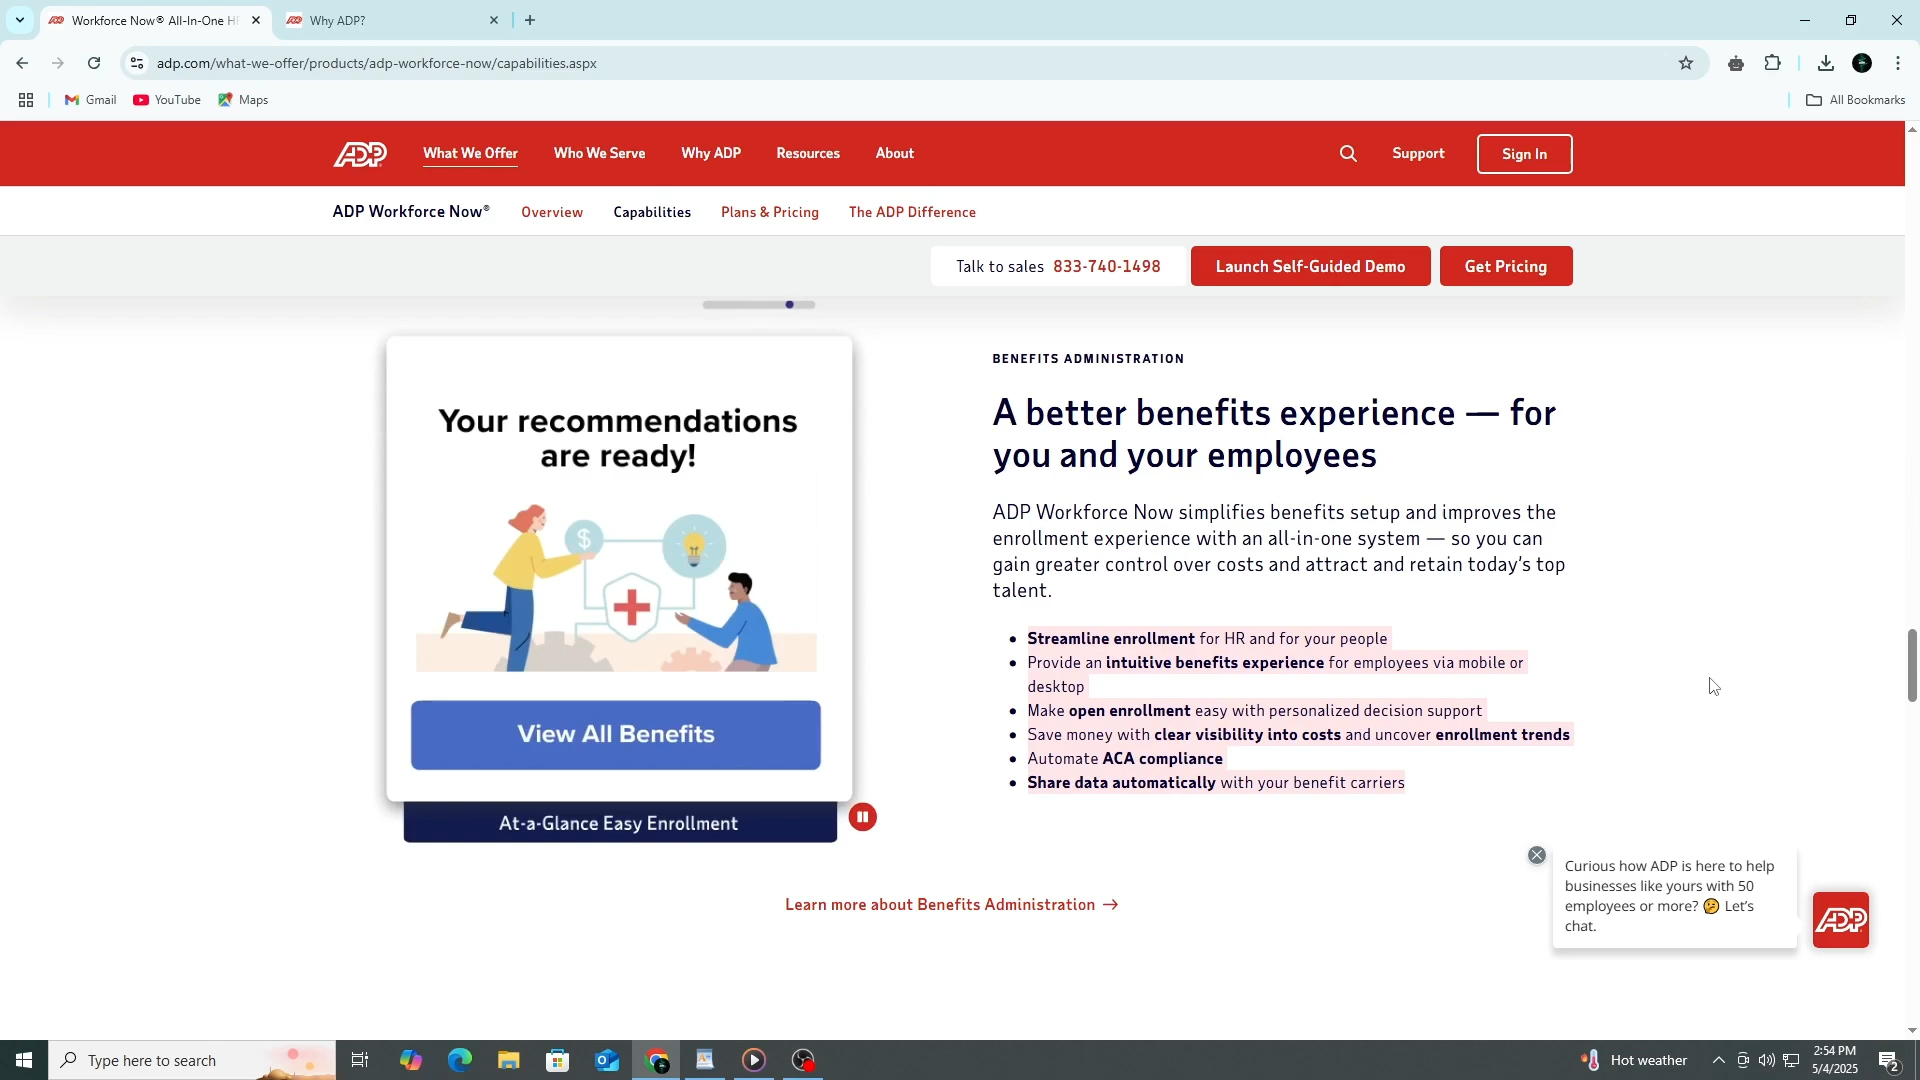 Workforce Now® All-In-One H
Why ADP?
adp.com/what-we-offer/products/adp-workforce-now/capabilities.aspx
Gmail
YouTube
Maps
All Bookmarks
ADP
What We Offer
Who We Serve
Why ADP
Resources
About
Support
Sign In
ADP Workforce Now®
Overview
Capabilities
Plans & Pricing
The ADP Difference
Talk to sales 833-740-1498
Launch Self-Guided Demo
Get Pricing
Your recommendations
are ready!
$
View All Benefits
At-a-Glance Easy Enrollment
BENEFITS ADMINISTRATION
A better benefits experience — for
you and your employees
ADP Workforce Now simplifies benefits setup and improves the
enrollment experience with an all-in-one system — so you can
gain greater control over costs and attract and retain today's top
talent.
Streamline enrollment for HR and for your people
Provide an intuitive benefits experience for employees via mobile or
desktop
Make open enrollment easy with personalized decision support
Save money with clear visibility into costs and uncover enrollment trends
Automate ACA compliance
Share data automatically with your benefit carriers
Learn more about Benefits Administration →
Curious how ADP is here to help
businesses like yours with 50
employees or more? 🤔 Let's
chat.
ADP
Type here to search
Hot weather
2:54 PM
5/4/2025
2